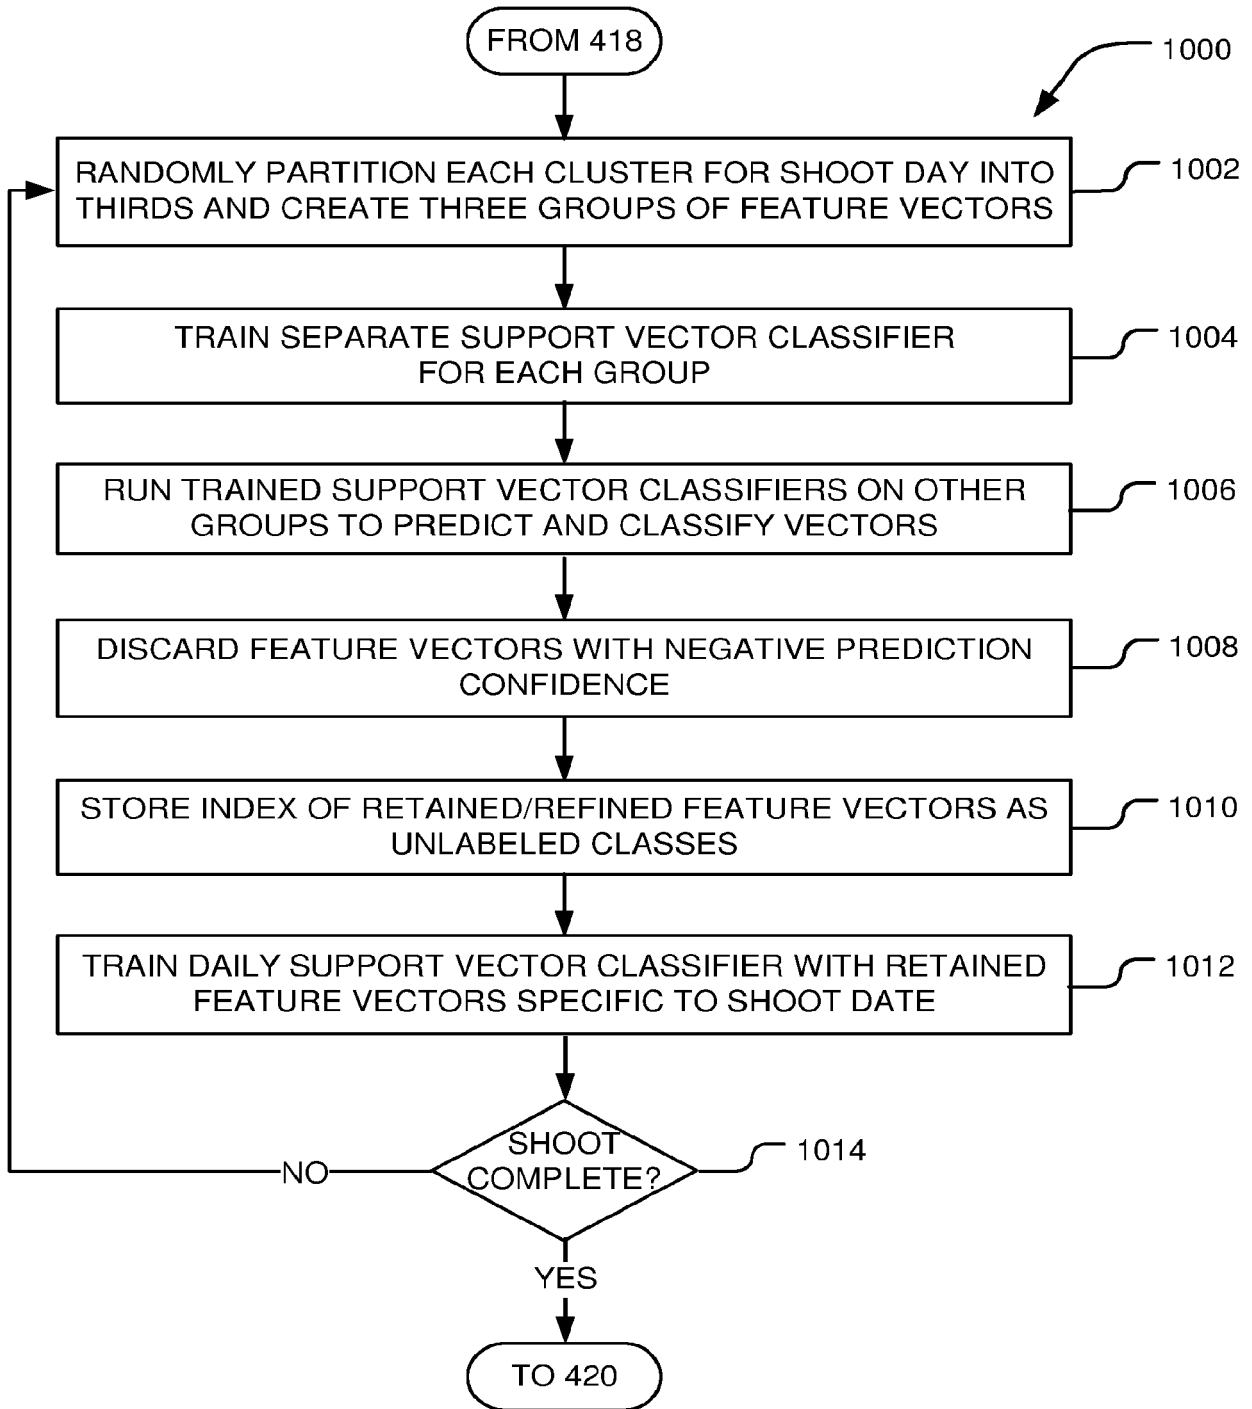 FROM 418
1000
RANDOMLY PARTITION EACH CLUSTER FOR SHOOT DAY INTO
THIRDS AND CREATE THREE GROUPS OF FEATURE VECTORS
1002
TRAIN SEPARATE SUPPORT VECTOR CLASSIFIER
FOR EACH GROUP
1004
RUN TRAINED SUPPORT VECTOR CLASSIFIERS ON OTHER
GROUPS TO PREDICT AND CLASSIFY VECTORS
1006
DISCARD FEATURE VECTORS WITH NEGATIVE PREDICTION
CONFIDENCE
1008
STORE INDEX OF RETAINED/REFINED FEATURE VECTORS AS
UNLABELED CLASSES
1010
TRAIN DAILY SUPPORT VECTOR CLASSIFIER WITH RETAINED
FEATURE VECTORS SPECIFIC TO SHOOT DATE
1012
SHOOT
COMPLETE?
1014
NO
YES
TO 420